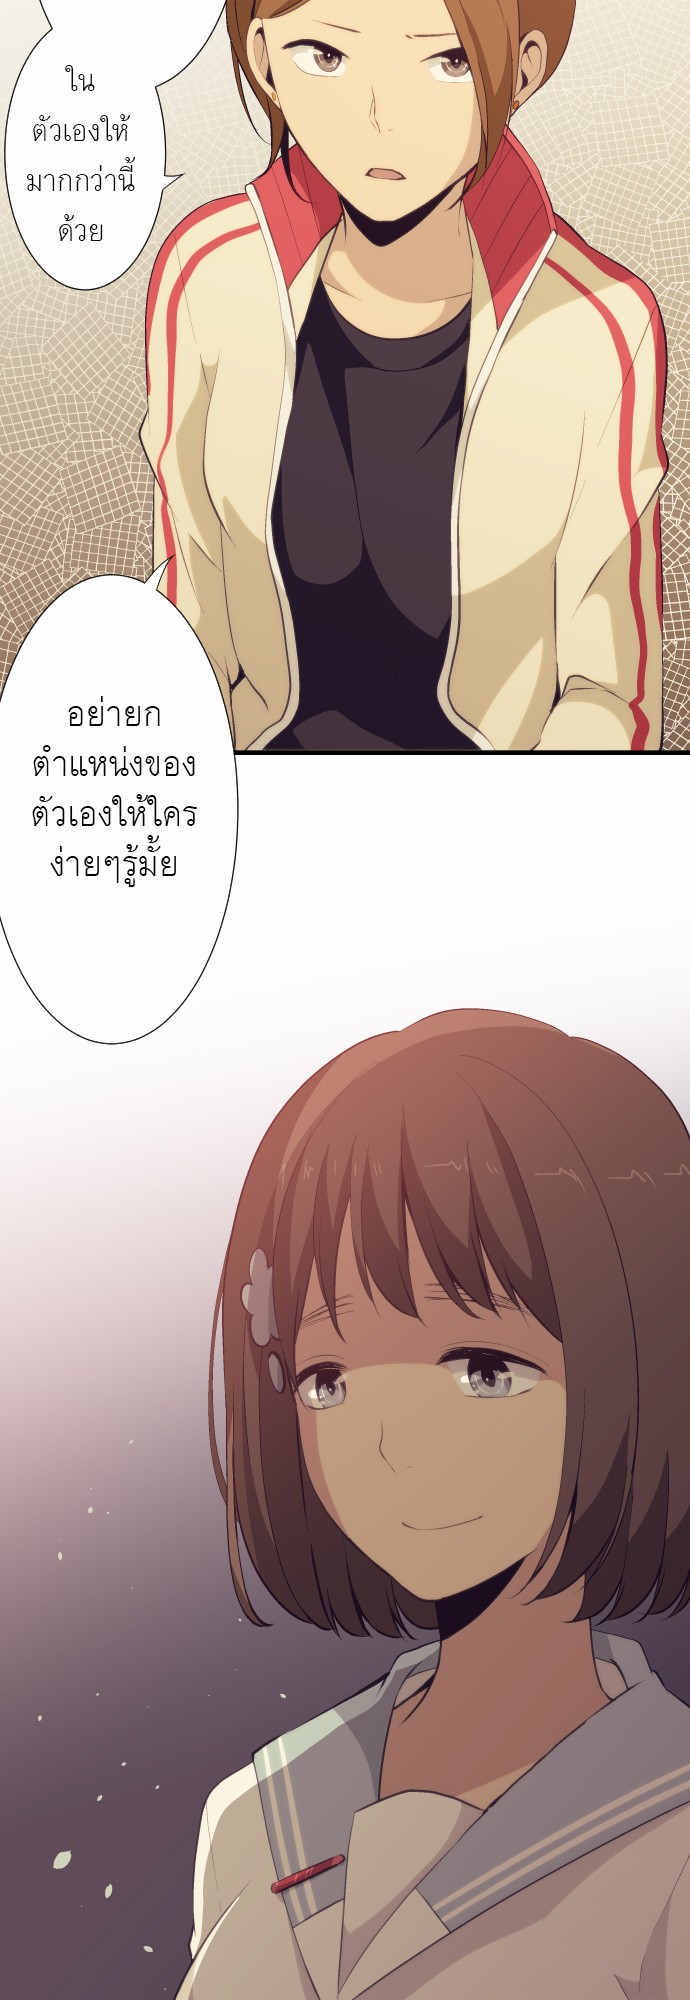 ใน
ตัวเองให้
มากกว่านี้
ด้วย
อย่ายก
ตำแหน่งของ
ตัวเองให้ใคร
ง่ายๆรู้มั้ย